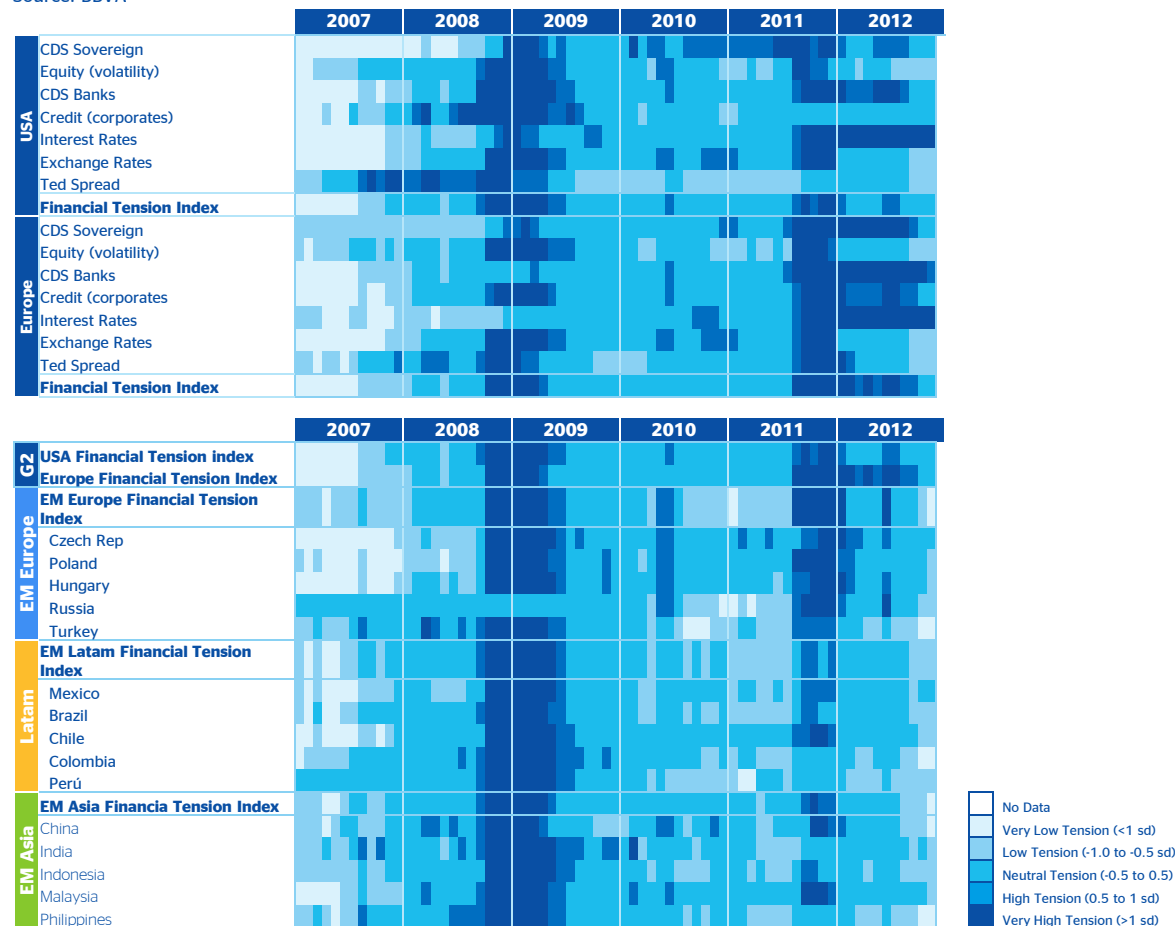 Source: BBVA
2007 2008 2009 2010 2011 2012
USA
CDS Sovereign
Equity (volatility)
CDS Banks
Credit (corporates)
Interest Rates
Exchange Rates
Ted Spread
Financial Tension Index
Europe
CDS Sovereign
Equity (volatility)
CDS Banks
Credit (corporates
Interest Rates
Exchange Rates
Ted Spread
Financial Tension Index
2007 2008 2009 2010 2011 2012
G2
USA Financial Tension index
Europe Financial Tension Index
EM Europe
EM Europe Financial Tension
Index
Czech Rep
Poland
Hungary
Russia
Turkey
Latam
EM Latam Financial Tension
Index
Mexico
Brazil
Chile
Colombia
Perú
EM Asia
EM Asia Financia Tension Index
China
India
Indonesia
Malaysia
Philippines
No Data
Very Low Tension (<1 sd)
Low Tension (-1.0 to -0.5 sd)
Neutral Tension (-0.5 to 0.5)
High Tension (0.5 to 1 sd)
Very High Tension (>1 sd)